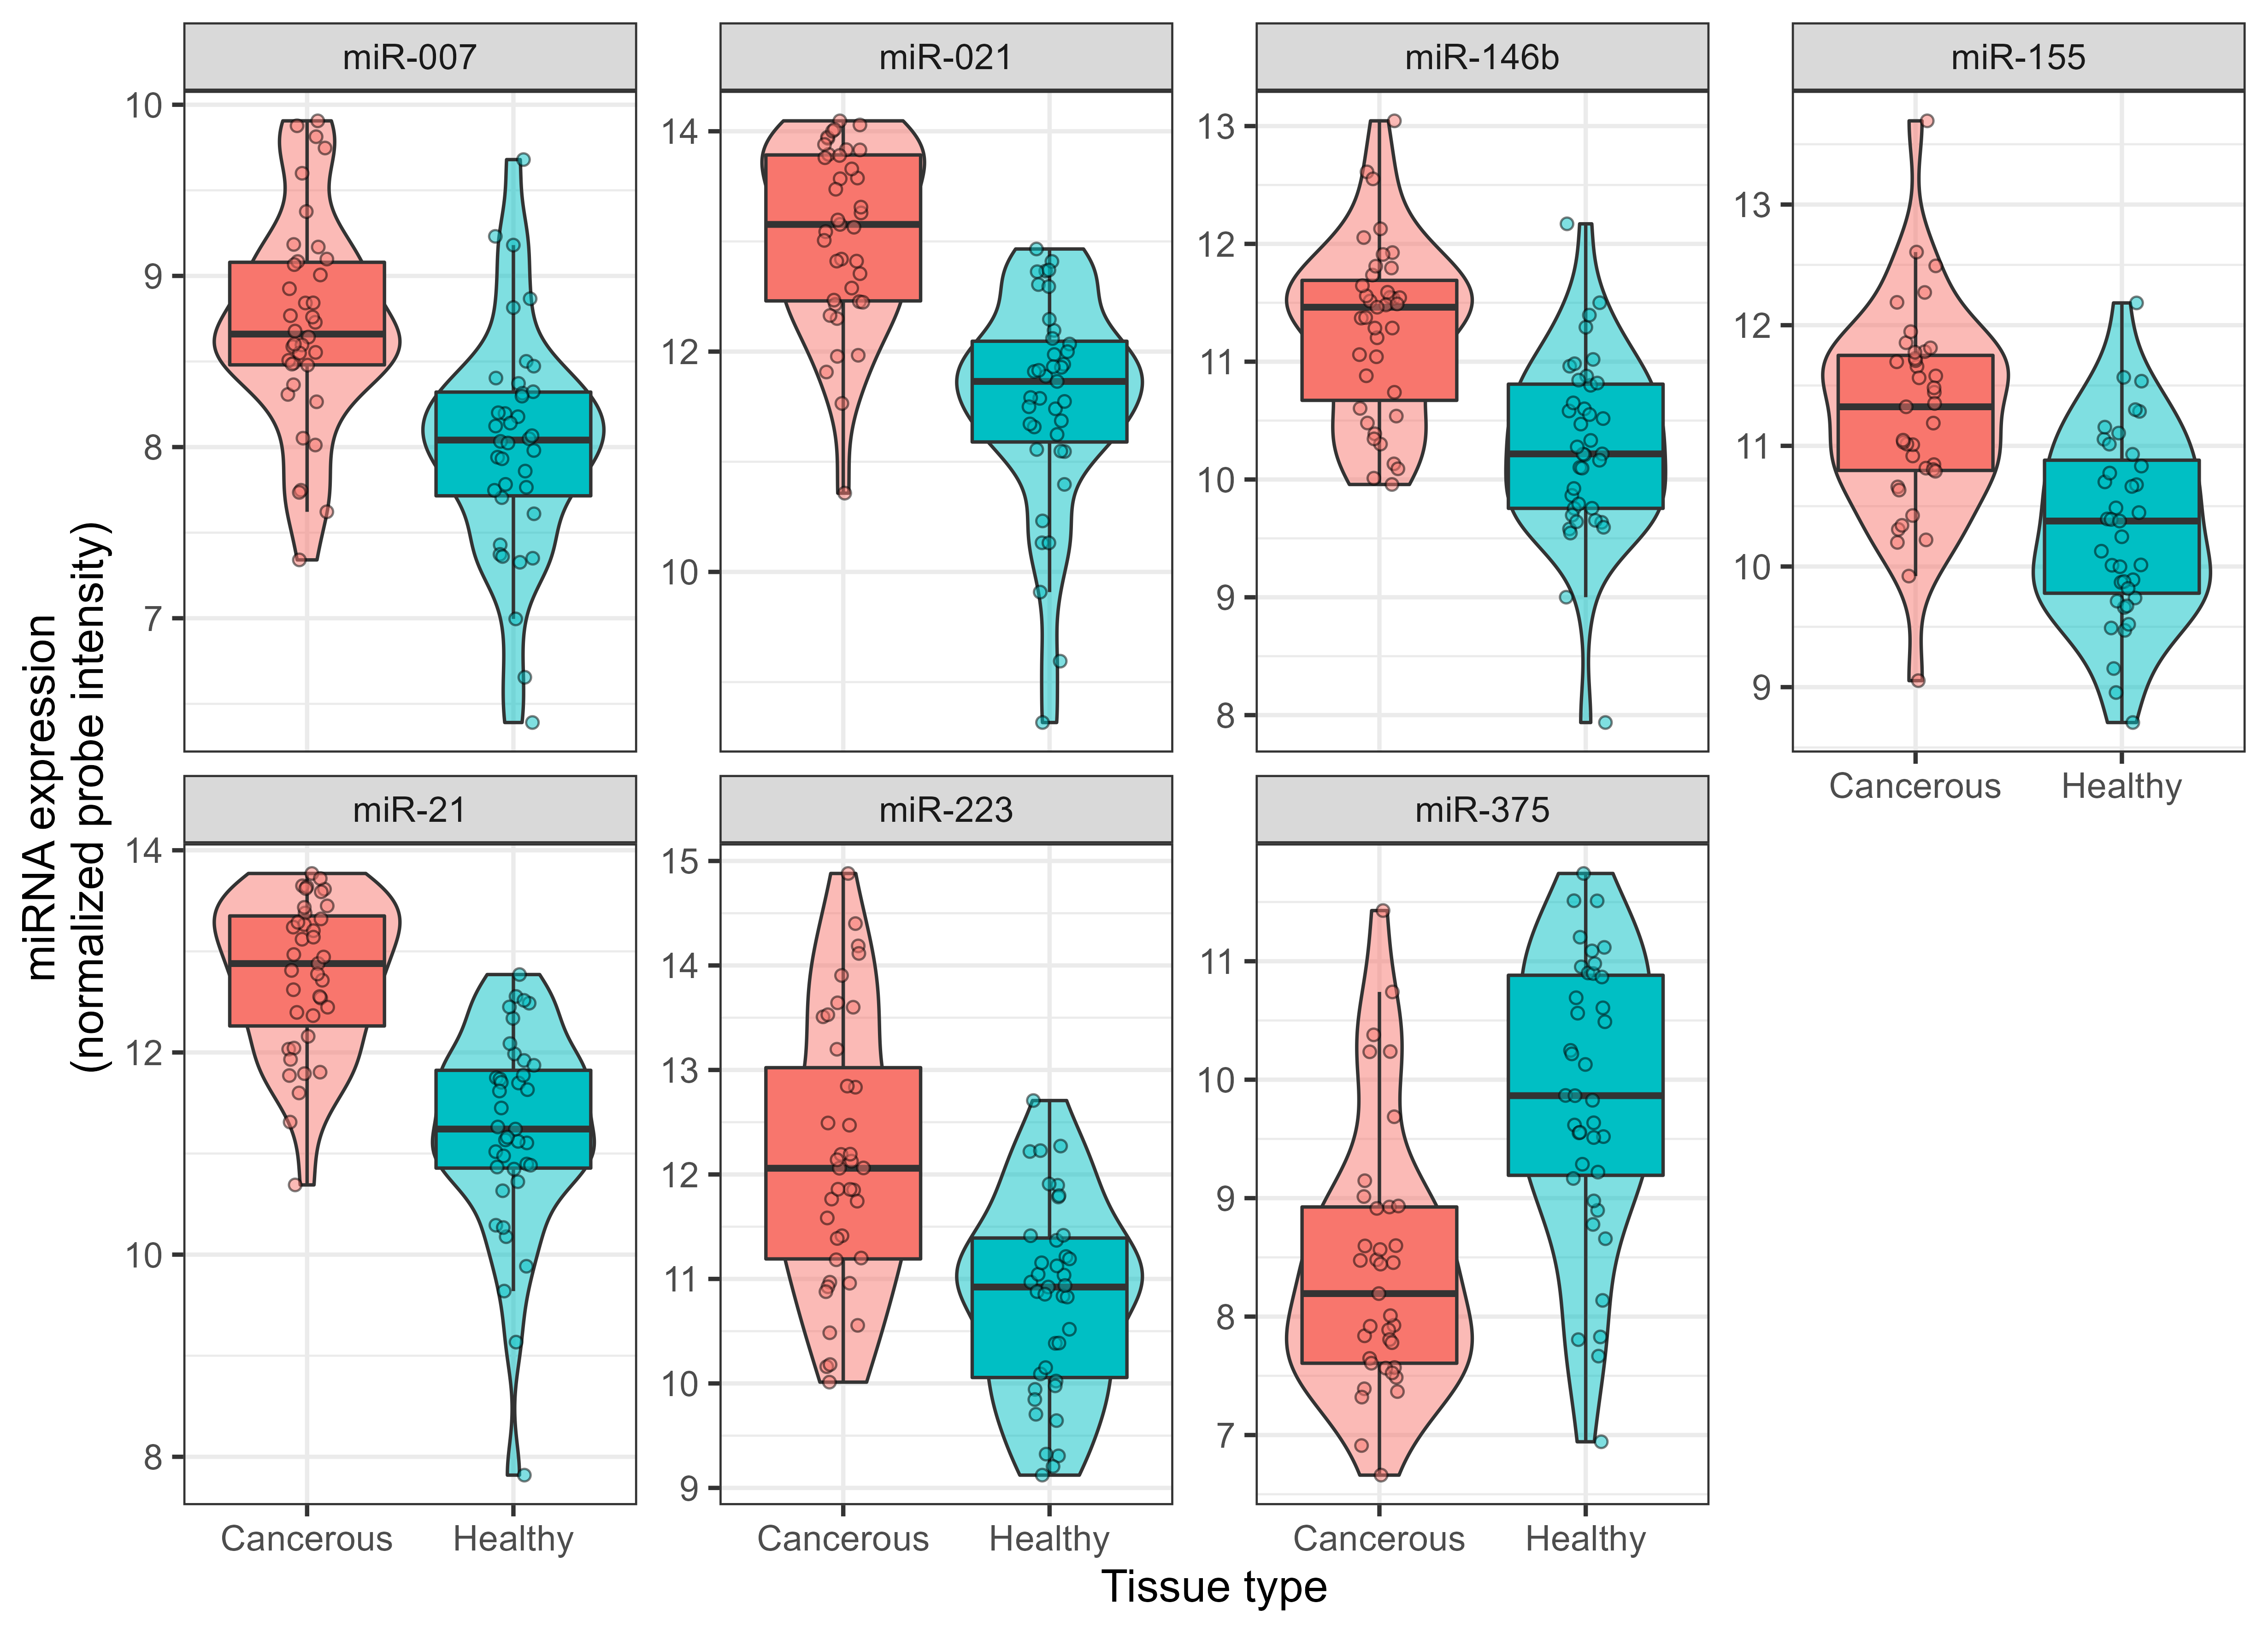 miRNA expression
(normalized probe intensity)
miR-007
10
9
8
7
miR-021
14
12
10
miR-146b
13
12
11
10
9
8
miR-155
13
12
11
10
9
Cancerous Healthy
miR-21
14
12
10
8
Cancerous Healthy
miR-223
15
14
13
12
11
10
9
Cancerous Healthy
miR-375
11
10
9
8
7
Cancerous Healthy
Tissue type